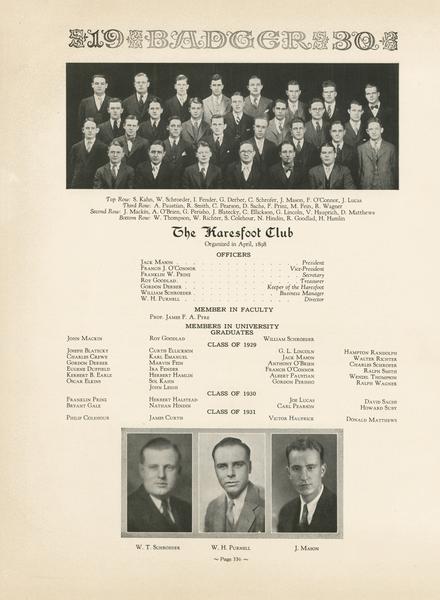 1930 BADGER
Top Row: S. Kahn, W. Schroeder, I. Fender, G. Derber, C. Schrofer, J. Mason, F. O'Connor, J. Lucas
Third Row: A. Paustian, R. Smith, C. Pearson, D. Sachs, F. Prinz, M. Fein, R. Wagner
Second Row: J. Mackin, A. O'Brien, G. Perisho, J. Blatecky, C. Ellickson, G. Lincoln, V. Hauprich, D. Matthews
Bottom Row: W. Thompson, W. Richter, S. Colehour, N. Hindin, R. Goodlad, H. Hamlin
The Haresfoot Club
Organized in April, 1898
OFFICERS
Jack Mason President
Francis J. O'Connor Vice-President
Franklin W. Prinz Secretary
Roy Goodlad Treasurer
Gordon Derber Keeper of the Haresfoot
William Schroeder Business Manager
W. H. Purnell Director
MEMBER IN FACULTY
Prof. James F. A. Pyre
MEMBERS IN UNIVERSITY
GRADUATES
John Mackin Roy Goodlad William Schroeder
CLASS OF 1929
Joseph Blatecky Curtis Ellickson G. L. Lincoln Hampton Randolph
Charles Crewe Karl Emanuel Jack Mason Walter Richter
Gordon Derber Marvin Fein Anthony O'Brien Charles Schrofer
Eugene Duffield Ira Fender Francis O'Connor Ralph Smith
Kerbert B. Earle Herbert Hamlin Albert Paustian Wendel Thompson
Oscar Elkins Sol Kahn Gordon Perisho Ralph Wagner
John Leigh
CLASS OF 1930
Franklin Prinz Herbert Halstead Joe Lucas David Sachs
Bryant Gale Nathan Hindin Carl Pearson Howard Suby
CLASS OF 1931
Philip Colehour James Curtis Victor Hauprick Donald Matthews
W. T. Schroeder W. H. Purnell J. Mason
~ Page 336 ~